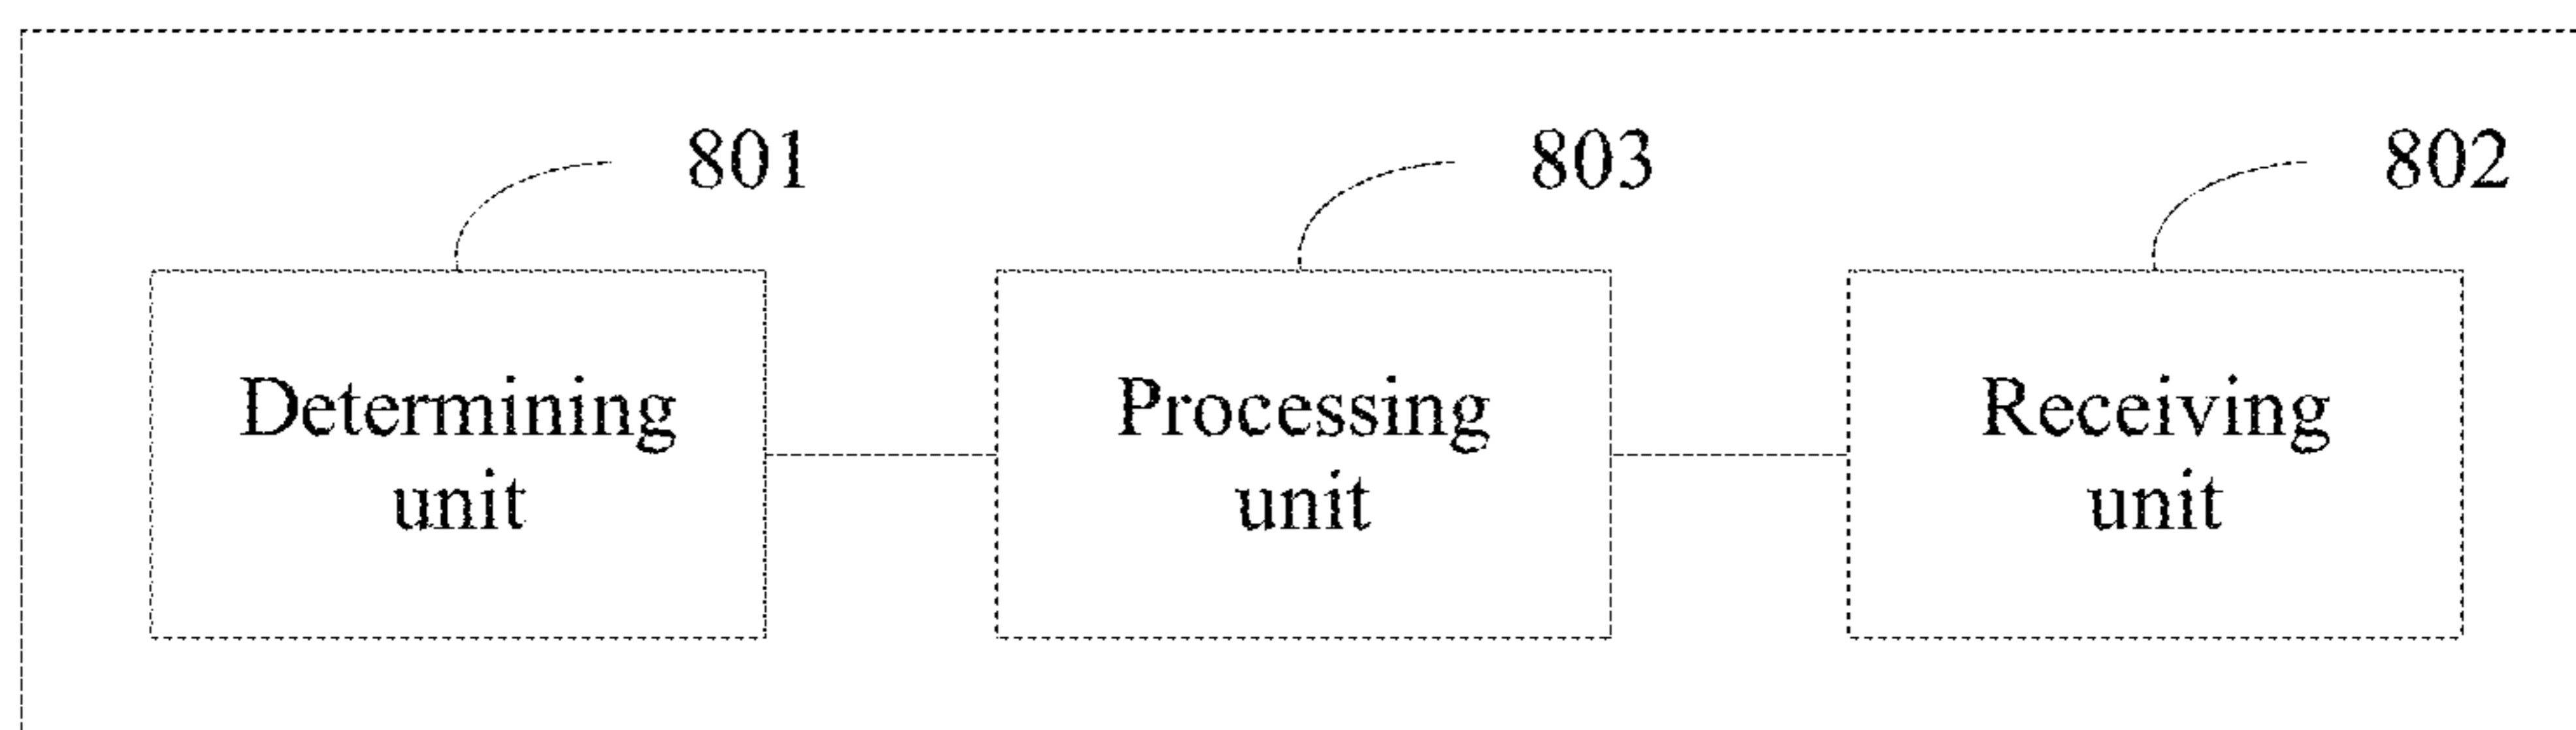 801
803
802
Determining
unit
Processing
unit
Receiving
unit